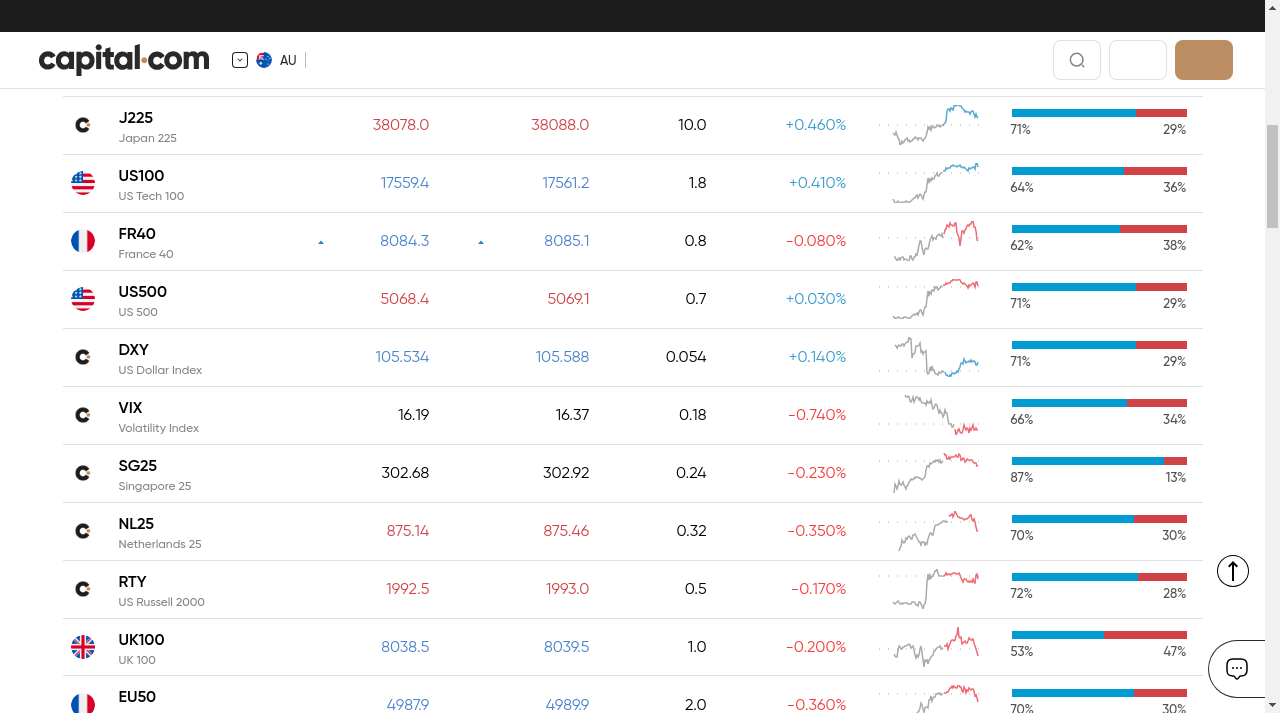 capital.com
AU
J225
Japan 225
38078.0 38088.0 10.0 +0.460% 71% 29%
US100
US Tech 100
17559.4 17561.2 1.8 +0.410% 64% 36%
FR40
France 40
8084.3 8085.1 0.8 -0.080% 62% 38%
US500
US 500
5068.4 5069.1 0.7 +0.030% 71% 29%
DXY
US Dollar Index
105.534 105.588 0.054 +0.140% 71% 29%
VIX
Volatility Index
16.19 16.37 0.18 -0.740% 66% 34%
SG25
Singapore 25
302.68 302.92 0.24 -0.230% 87% 13%
NL25
Netherlands 25
875.14 875.46 0.32 -0.350% 70% 30%
RTY
US Russell 2000
1992.5 1993.0 0.5 -0.170% 72% 28%
UK100
UK 100
8038.5 8039.5 1.0 -0.200% 53% 47%
EU50
4987.9 4989.9 2.0 -0.360% 70% 30%